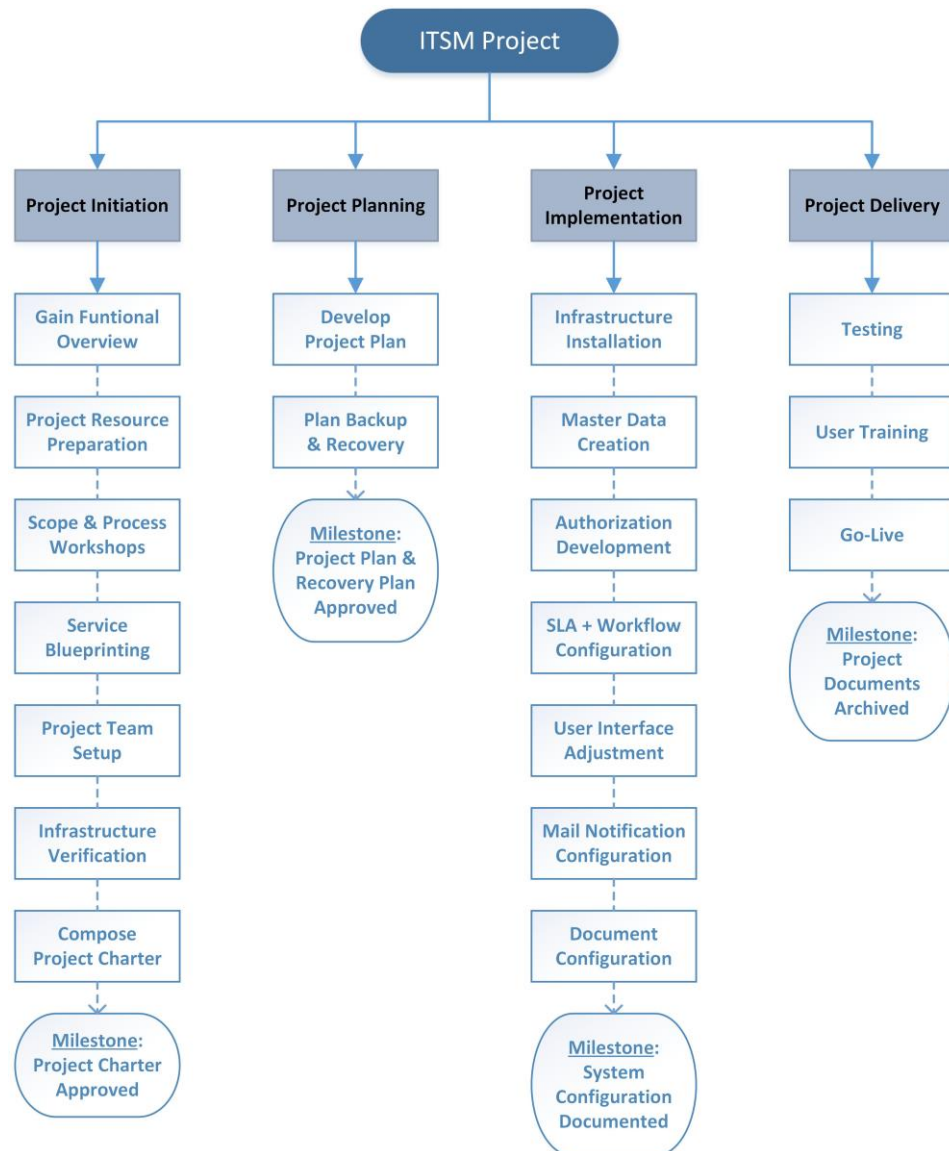 ITSM Project
Project Initiation
Gain Funtional
Overview
Project Resource
Preparation
Scope & Process
Workshops
Service
Blueprinting
Project Team
Setup
Infrastructure
Verification
Compose
Project Charter
Milestone:
Project Charter
Approved
Project Planning
Develop
Project Plan
Plan Backup
& Recovery
Milestone:
Project Plan &
Recovery Plan
Approved
Project
Implementation
Infrastructure
Installation
Master Data
Creation
Authorization
Development
SLA + Workflow
Configuration
User Interface
Adjustment
Mail Notification
Configuration
Document
Configuration
Milestone:
System
Configuration
Documented
Project Delivery
Testing
User Training
Go-Live
Milestone:
Project
Documents
Archived